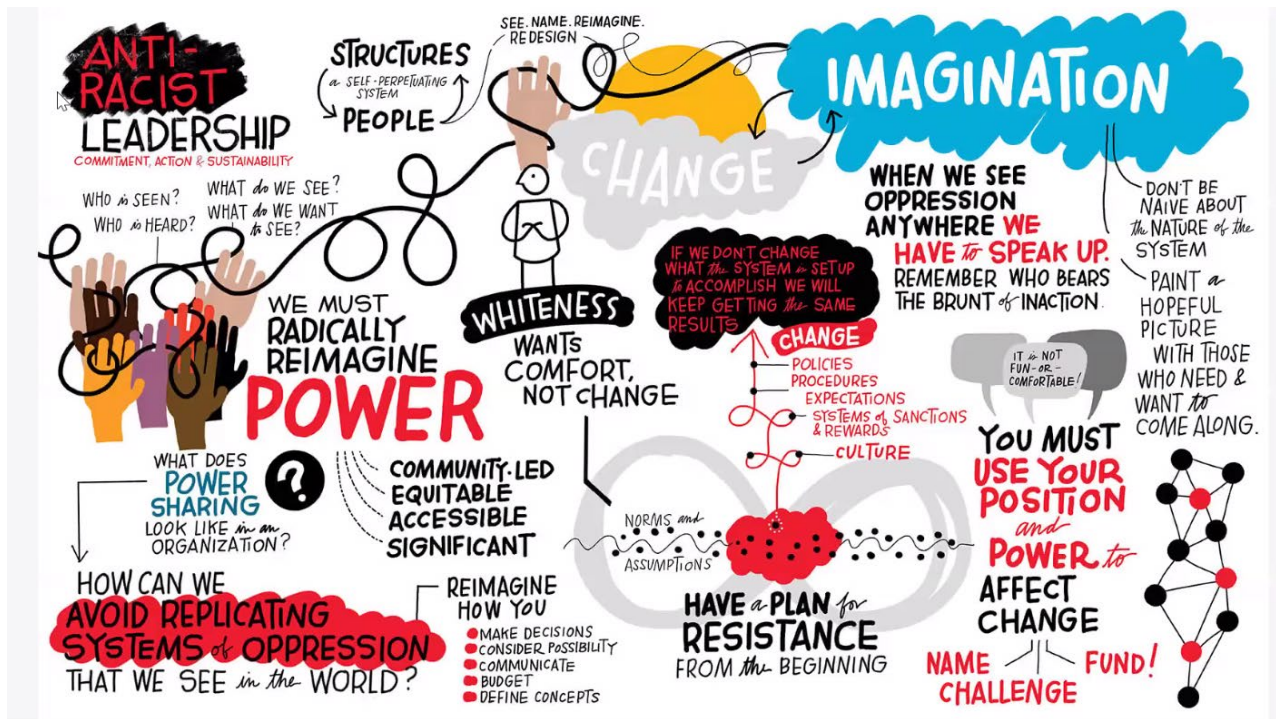 ANTI-
RACIST
LEADERSHIP
COMMITMENT, ACTION & SUSTAINABILITY
WHO is SEEN?
WHO is HEARD?
WHAT do WE SEE?
WHAT do WE WANT
to SEE?
STRUCTURES
a SELF-PERPETUATING
SYSTEM
PEOPLE
SEE. NAME. REIMAGINE.
REDESIGN
CHANGE
IMAGINATION
WE MUST
RADICALLY
REIMAGINE
POWER
COMMUNITY-LED
EQUITABLE
ACCESSIBLE
SIGNIFICANT
WHAT DOES
POWER
SHARING
LOOK LIKE in an
ORGANIZATION?
?
HOW CAN WE
AVOID REPLICATING
SYSTEMS of OPPRESSION
THAT WE SEE in the WORLD?
REIMAGINE
HOW YOU
MAKE DECISIONS
CONSIDER POSSIBILITY
COMMUNICATE
BUDGET
DEFINE CONCEPTS
WHITENESS
WANTS
COMFORT,
NOT CHANGE
NORMS and
ASSUMPTIONS
IF WE DON'T CHANGE
WHAT the SYSTEM is SETUP
to ACCOMPLISH WE WILL
KEEP GETTING the SAME
RESULTS
CHANGE
POLICIES
PROCEDURES
EXPECTATIONS
SYSTEMS of SANCTIONS
& REWARDS
CULTURE
HAVE a PLAN for
RESISTANCE
FROM the BEGINNING
WHEN WE SEE
OPPRESSION
ANYWHERE WE
HAVE to SPEAK UP.
REMEMBER WHO BEARS
THE BRUNT of INACTION.
DON'T BE
NAIVE ABOUT
the NATURE of the
SYSTEM
PAINT a
HOPEFUL
PICTURE
WITH THOSE
WHO NEED &
WANT to
COME ALONG.
IT is NOT
FUN-OR-
COMFORTABLE!
YOU MUST
USE YOUR
POSITION
and
POWER to
AFFECT
CHANGE
NAME
CHALLENGE
FUND!